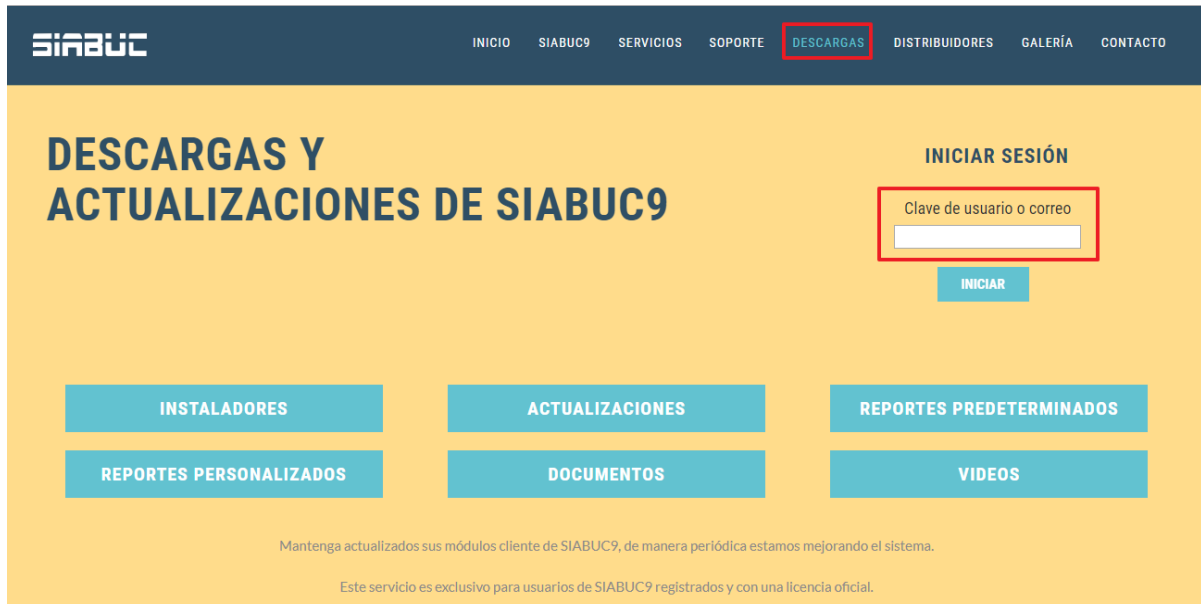 SIABUC
INICIO SIABUC9 SERVICIOS SOPORTE DESCARGAS DISTRIBUIDORES GALERÍA CONTACTO
DESCARGAS Y
ACTUALIZACIONES DE SIABUC9
INICIAR SESIÓN
Clave de usuario o correo
INICIAR
INSTALADORES ACTUALIZACIONES REPORTES PREDETERMINADOS
REPORTES PERSONALIZADOS DOCUMENTOS VIDEOS
Mantenga actualizados sus módulos cliente de SIABUC9, de manera periódica estamos mejorando el sistema.
Este servicio es exclusivo para usuarios de SIABUC9 registrados y con una licencia oficial.